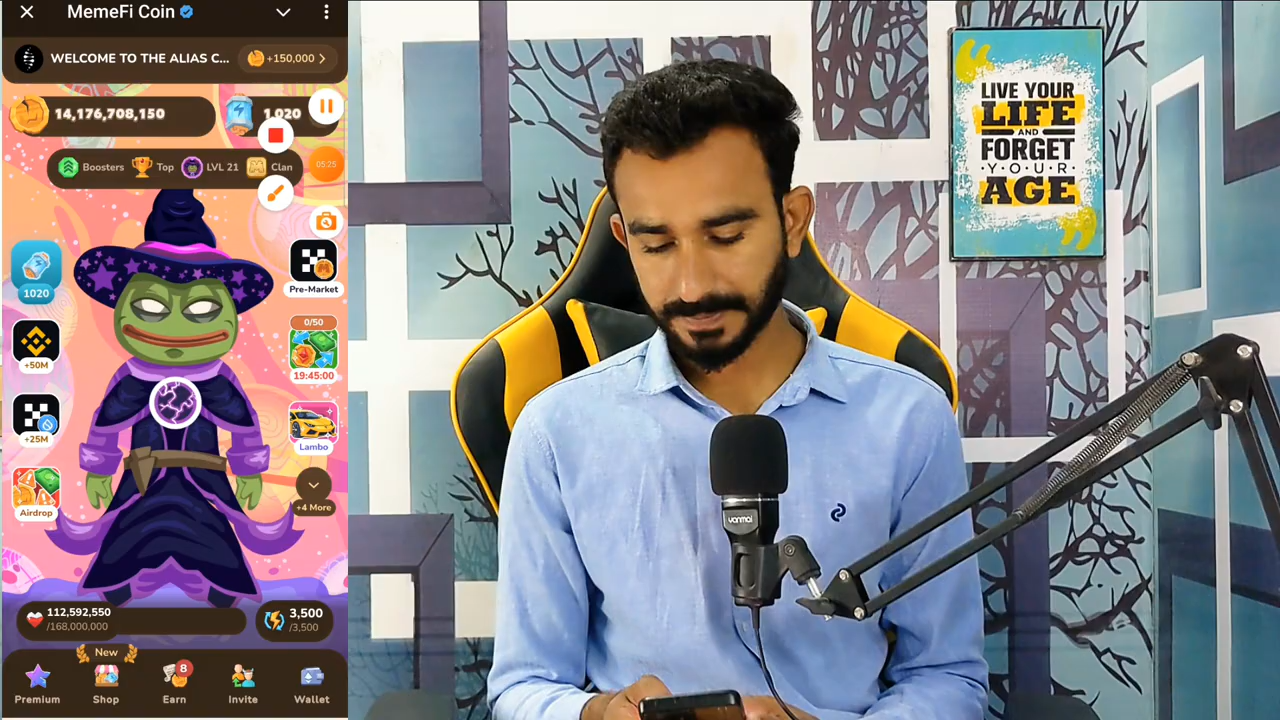 MemeFi Coin
WELCOME TO THE ALIAS C...
+150,000
14,176,708,150
1,020
Boosters
Top
LVL 21
Clan
05:25
1020
Pre-Market
+50M
0/50
19:45:00
+25M
Lambo
Airdrop
+4 More
112,592,550
/168,000,000
3,500
/3,500
New
8
Premium
Shop
Earn
Invite
Wallet
LIVE YOUR
LIFE
AND
FORGET
YOUR
AGE
vanmai